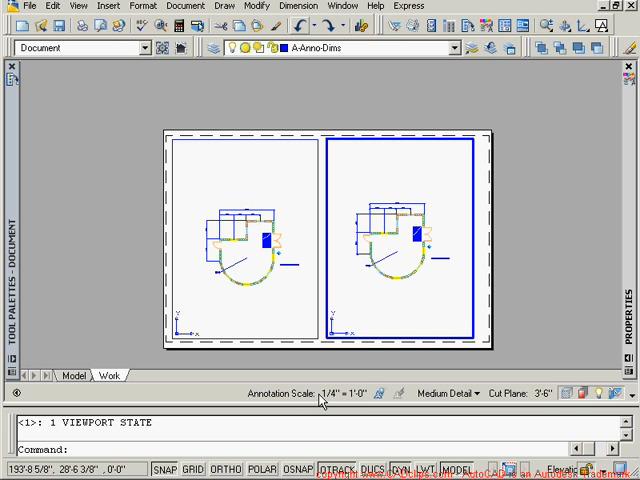 File Edit View Insert Format Document Draw Modify Dimension Window Help Express
Document
A-Anno-Dims
TOOL PALETTES - DOCUMENT
PROPERTIES
Y
X
Y
X
Model Work
Annotation Scale: 1/4" = 1'-0" Medium Detail Cut Plane: 3'-6"
<1>: 1 VIEWPORT STATE
Command:
193'-8 5/8", 28'-6 3/8" , 0'-0" SNAP GRID ORTHO POLAR OSNAP OTRACK DUCS DYN LWT MODEL Elevatic
copyright www.CADclips.com - AutoCAD is an Autodesk Trademark